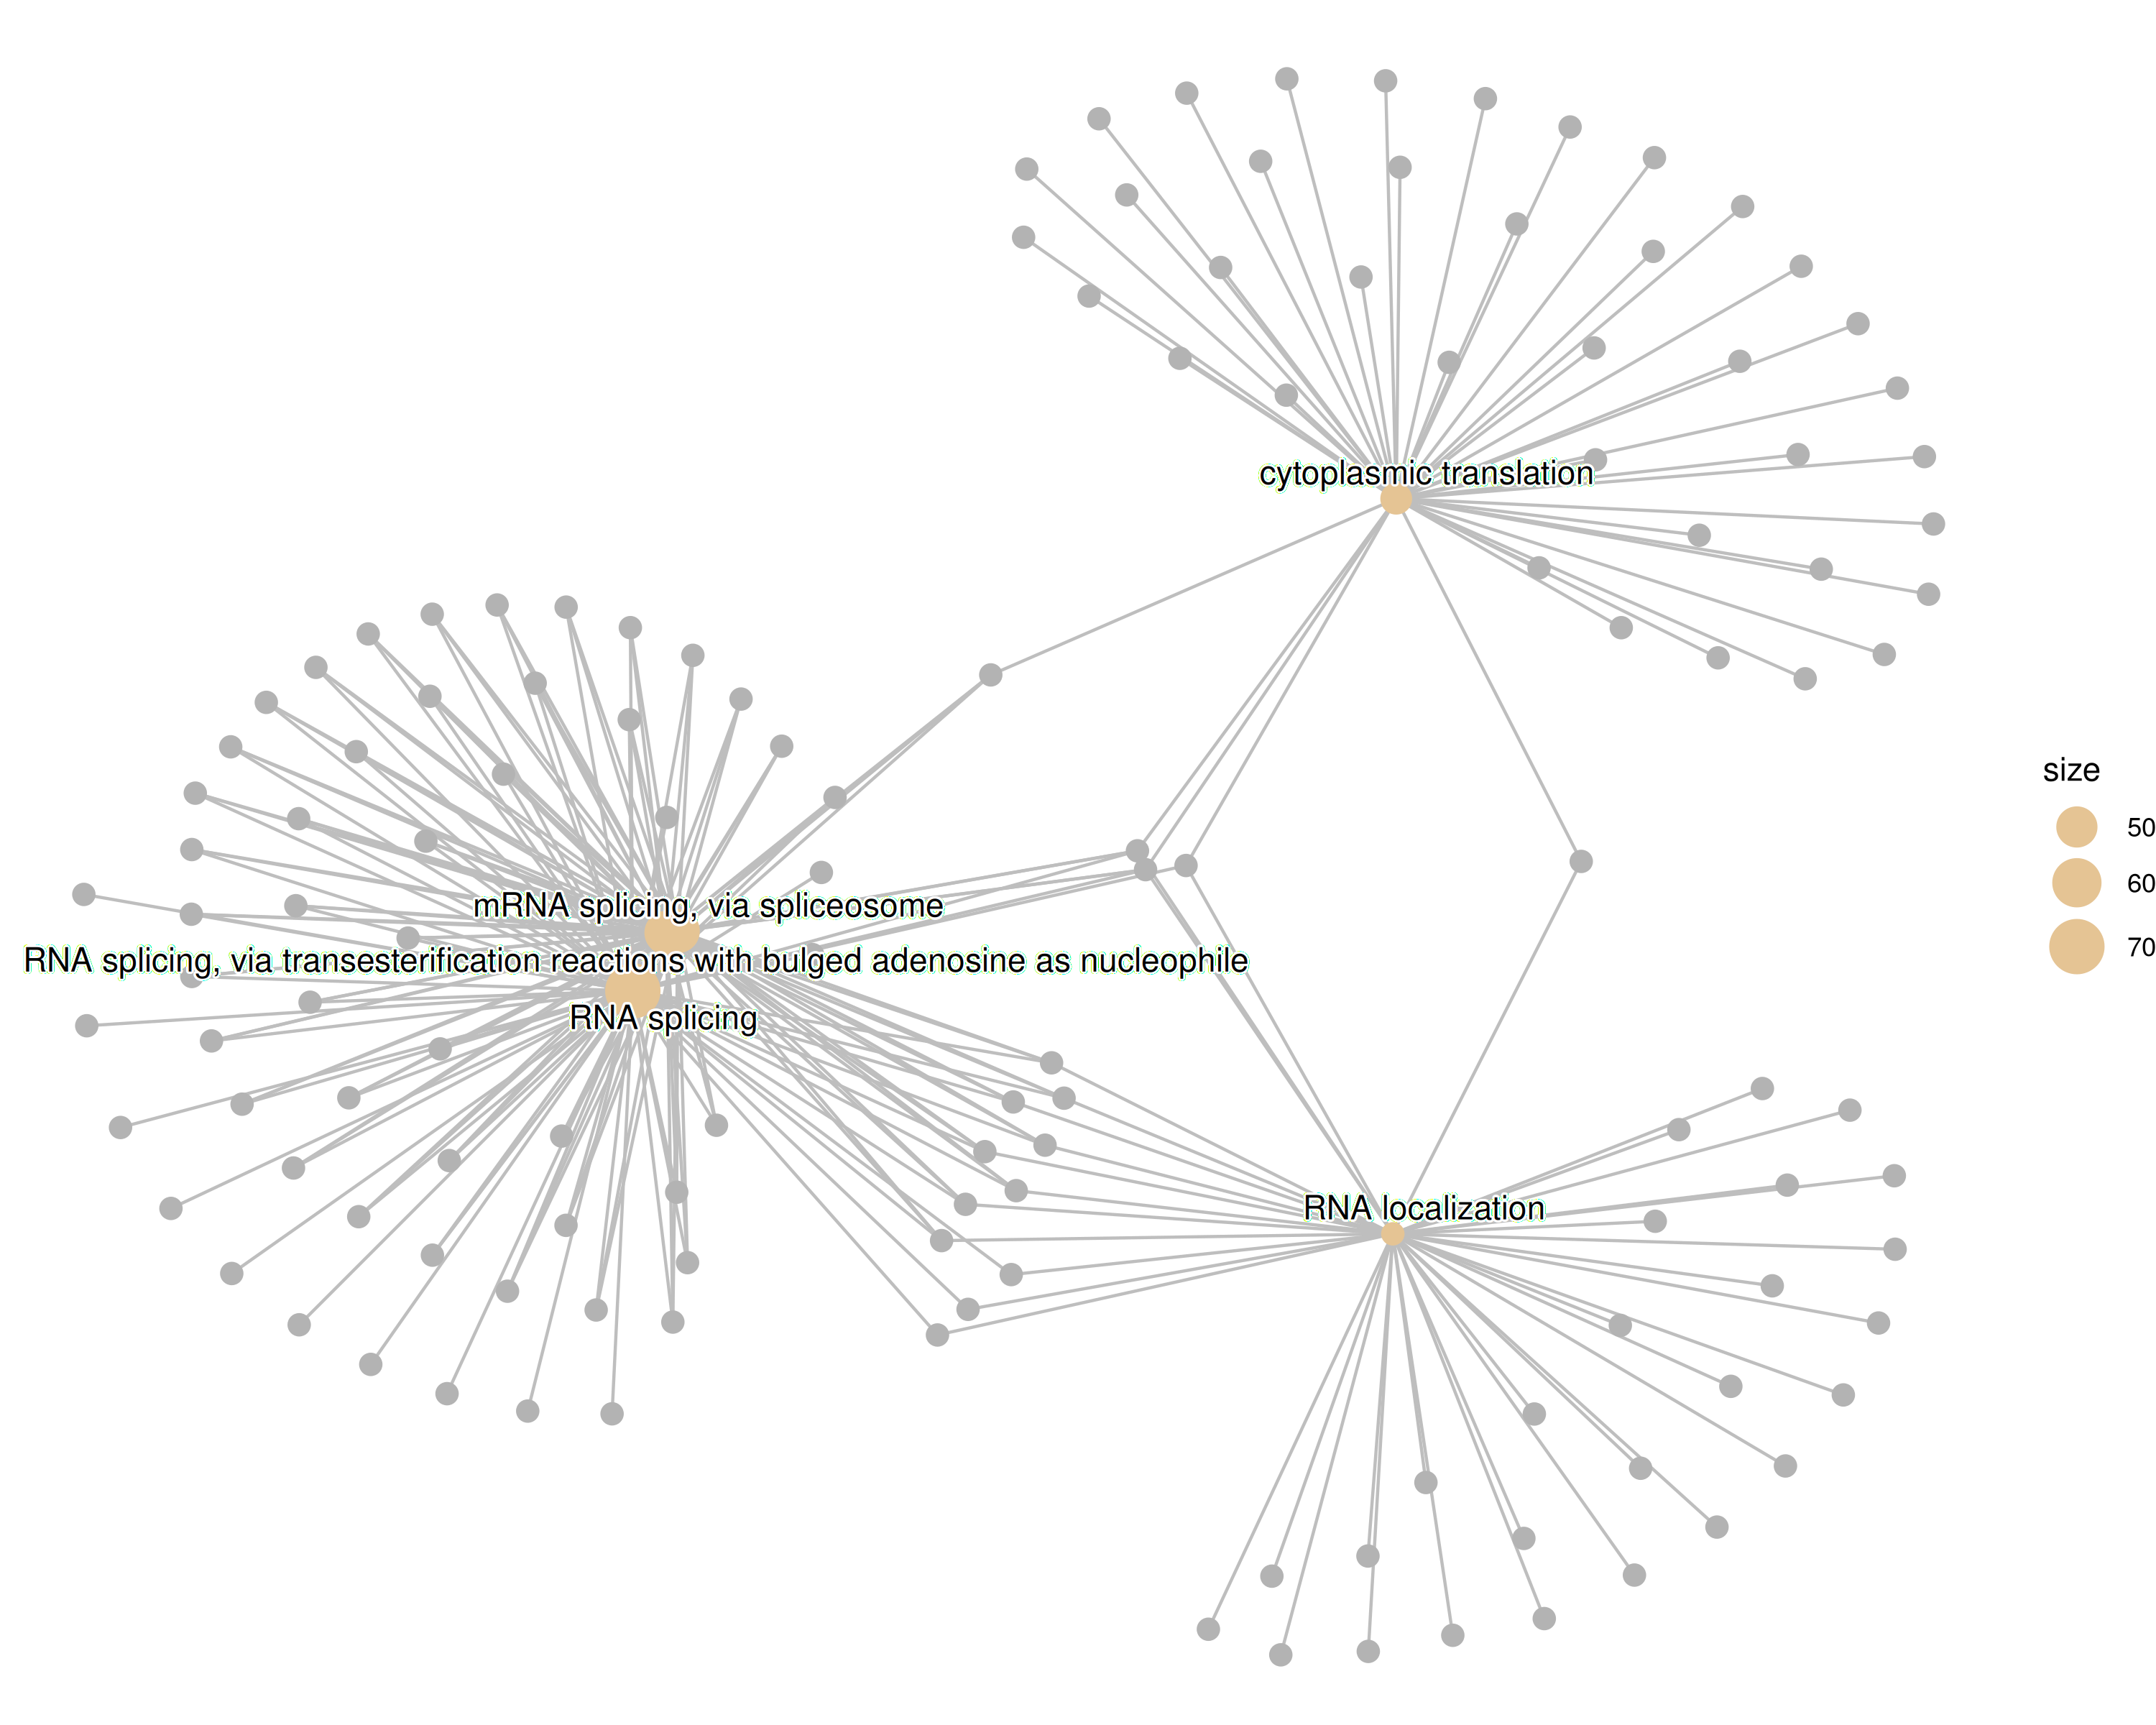 cytoplasmic translation
size
50
60
70
mRNA splicing, via spliceosome
RNA splicing, via transesterification reactions with bulged adenosine as nucleophile
RNA splicing
RNA localization